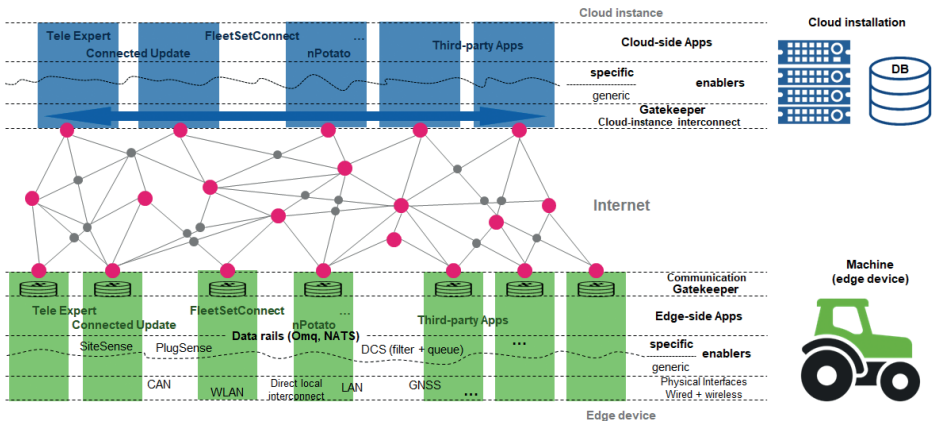 Cloud instance
Cloud installation
Tele Expert
FleetSetConnect
...
Connected Update
nPotato
Third-party Apps
Cloud-side Apps
DB
specific
enablers
generic
Gatekeeper
Cloud-instance interconnect
Internet
Communication
Gatekeeper
Machine
(edge device)
Tele Expert
FleetSetConnect
...
Connected Update
nPotato
Third-party Apps
Edge-side Apps
Data rails (Omq, NATS)
...
SiteSense
PlugSense
DCS (filter + queue)
specific
enablers
generic
CAN
WLAN
Direct local
interconnect
LAN
GNSS
...
Physical Interfaces
Wired + wireless
Edge device